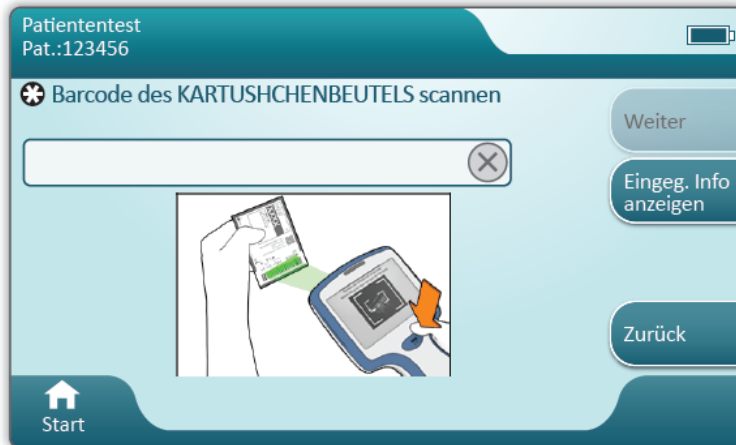 Patiententest
Pat.:123456
Barcode des KARTUSHCHENBEUTELS scannen
Weiter
Eingeg. Info
anzeigen
Zurück
Start